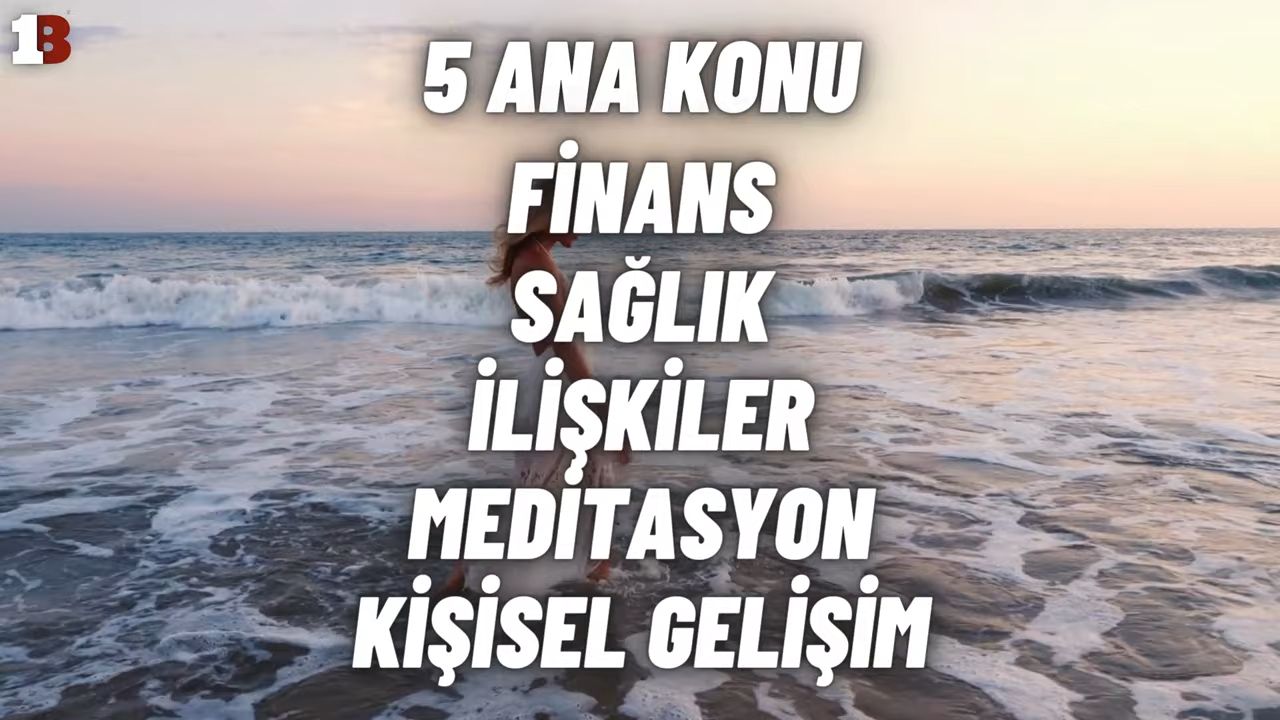 1B
5 ANA KONU
FİNANS
SAĞLIK
İLİŞKİLER
MEDİTASYON
KİŞİSEL GELİŞİM